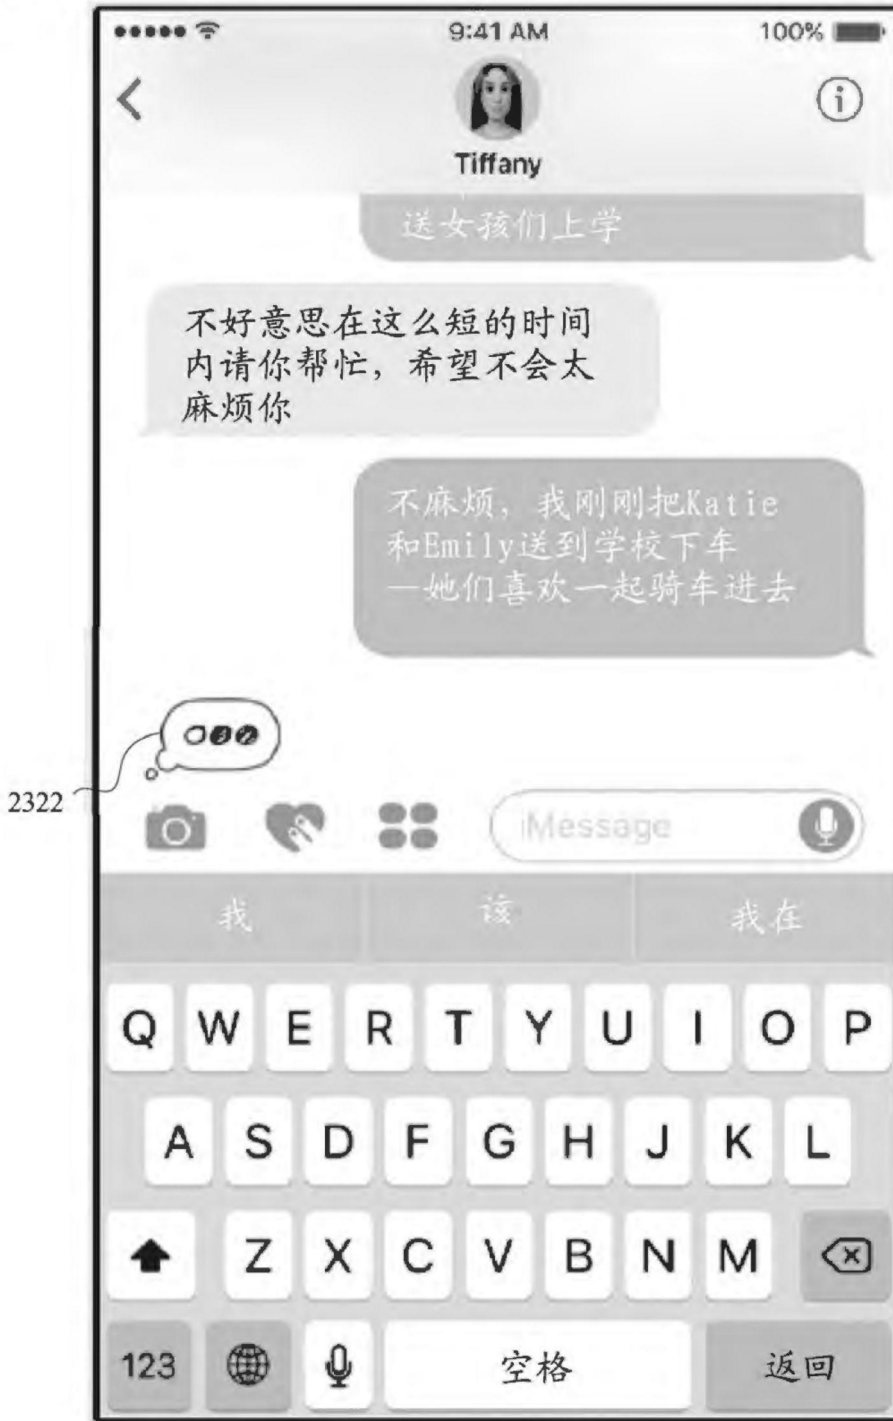 9:41 AM
100%
Tiffany
送女孩们上学
不好意思在这么短的时间
内请你帮忙，希望不会太
麻烦你
不麻烦，我刚刚把Katie
和Emily送到学校下车
—她们喜欢一起骑车进去
2322
iMessage
我 该 我在
Q W E R T Y U I O P
A S D F G H J K L
Z X C V B N M
123 空格 返回